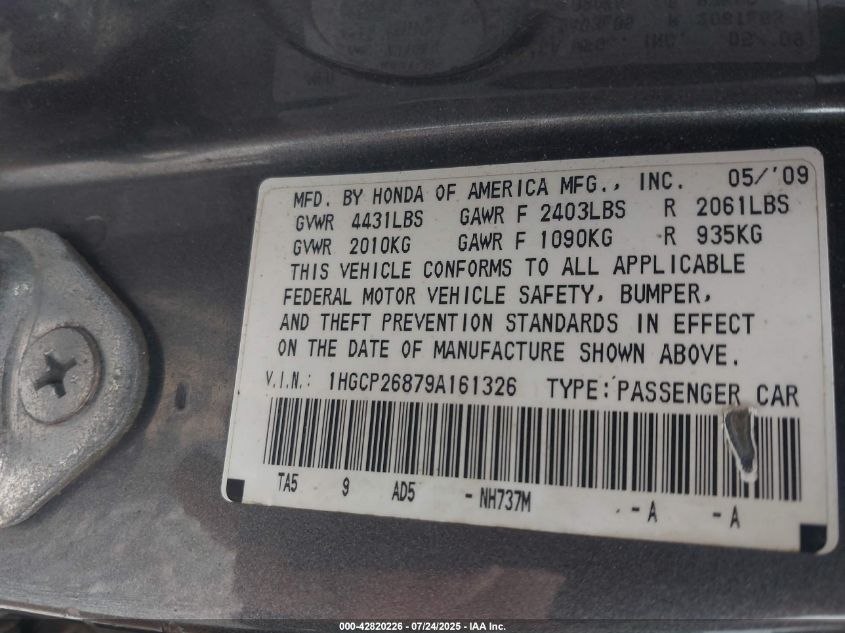 MFD. BY HONDA OF AMERICA MFG., INC. 05/'09
GVWR 4431LBS GAWR F 2403LBS R 2061LBS
GVWR 2010KG GAWR F 1090KG R 935KG
THIS VEHICLE CONFORMS TO ALL APPLICABLE
FEDERAL MOTOR VEHICLE SAFETY, BUMPER,
AND THEFT PREVENTION STANDARDS IN EFFECT
ON THE DATE OF MANUFACTURE SHOWN ABOVE.
V.I.N.: 1HGCP26879A161326 TYPE:PASSENGER CAR
TA5 9 AD5 -NH737M -A -A
000-42820226 - 07/24/2025 - IAA Inc.